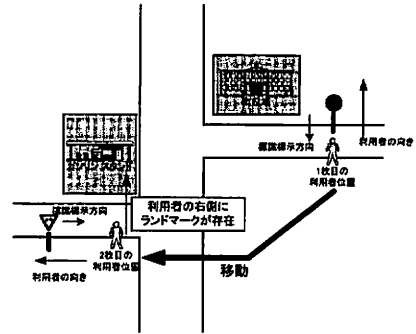 標識標示方向
利用者の向き
1枚目の
利用者位置
利用者の右側に
ランドマークが存在
標識標示方向
2枚目の
利用者位置
利用者の向き
移動